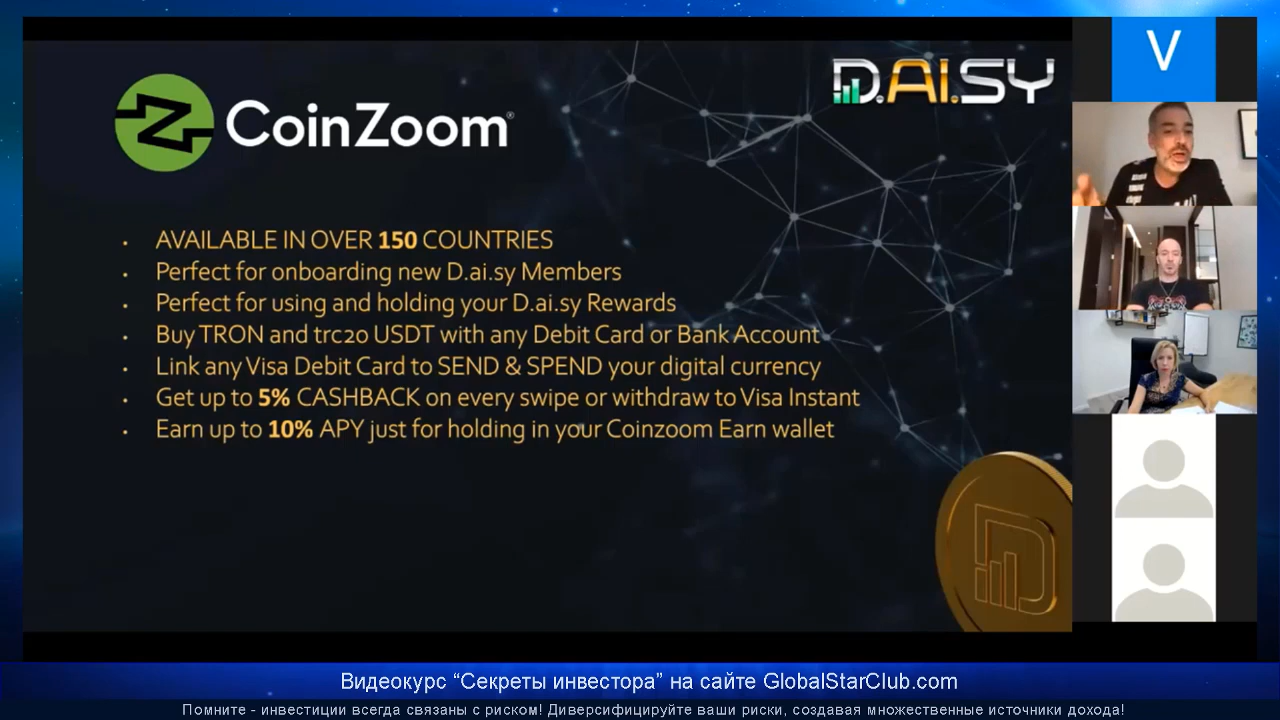 CoinZoom®
D.AI.SY
V
• AVAILABLE IN OVER 150 COUNTRIES
• Perfect for onboarding new D.ai.sy Members
• Perfect for using and holding your D.ai.sy Rewards
• Buy TRON and trc20 USDT with any Debit Card or Bank Account
• Link any Visa Debit Card to SEND & SPEND your digital currency
• Get up to 5% CASHBACK on every swipe or withdraw to Visa Instant
• Earn up to 10% APY just for holding in your Coinzoom Earn wallet
Видеокурс “Секреты инвестора” на сайте GlobalStarClub.com
Помните - инвестиции всегда связаны с риском! Диверсифицируйте ваши риски, создавая множественные источники дохода!